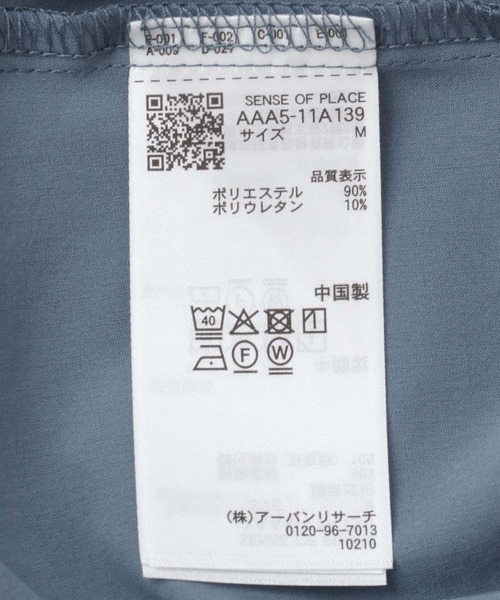 F-002
SENSE OF PLACE
AAA5-11A139
サイズ M
品質表示
ポリエステル 90%
ポリウレタン 10%
中国製
40
F W
(株)アーバンリサーチ
0120-96-7013
10210